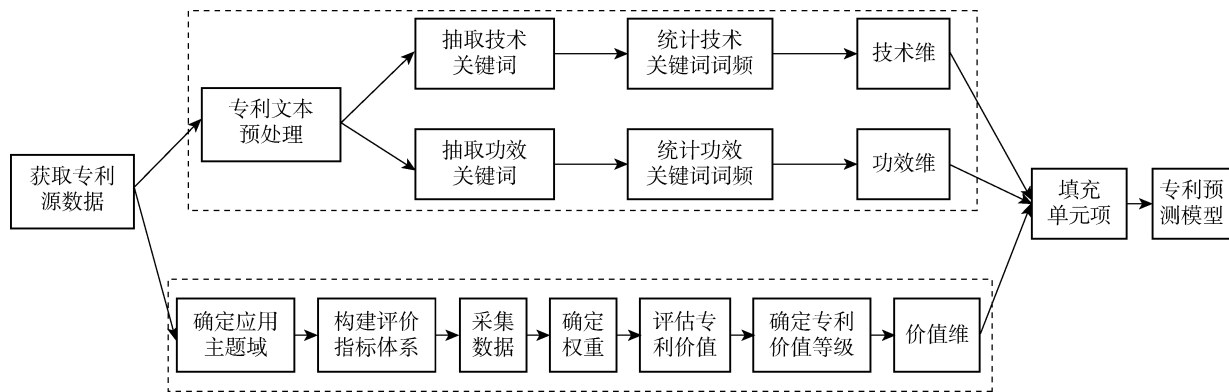 获取专利
源数据
专利文本
预处理
抽取技术
关键词
统计技术
关键词词频
技术维
抽取功效
关键词
统计功效
关键词词频
功效维
确定应用
主题域
构建评价
指标体系
采集
数据
确定
权重
评估专
利价值
确定专利
价值等级
价值维
填充
单元项
专利预
测模型